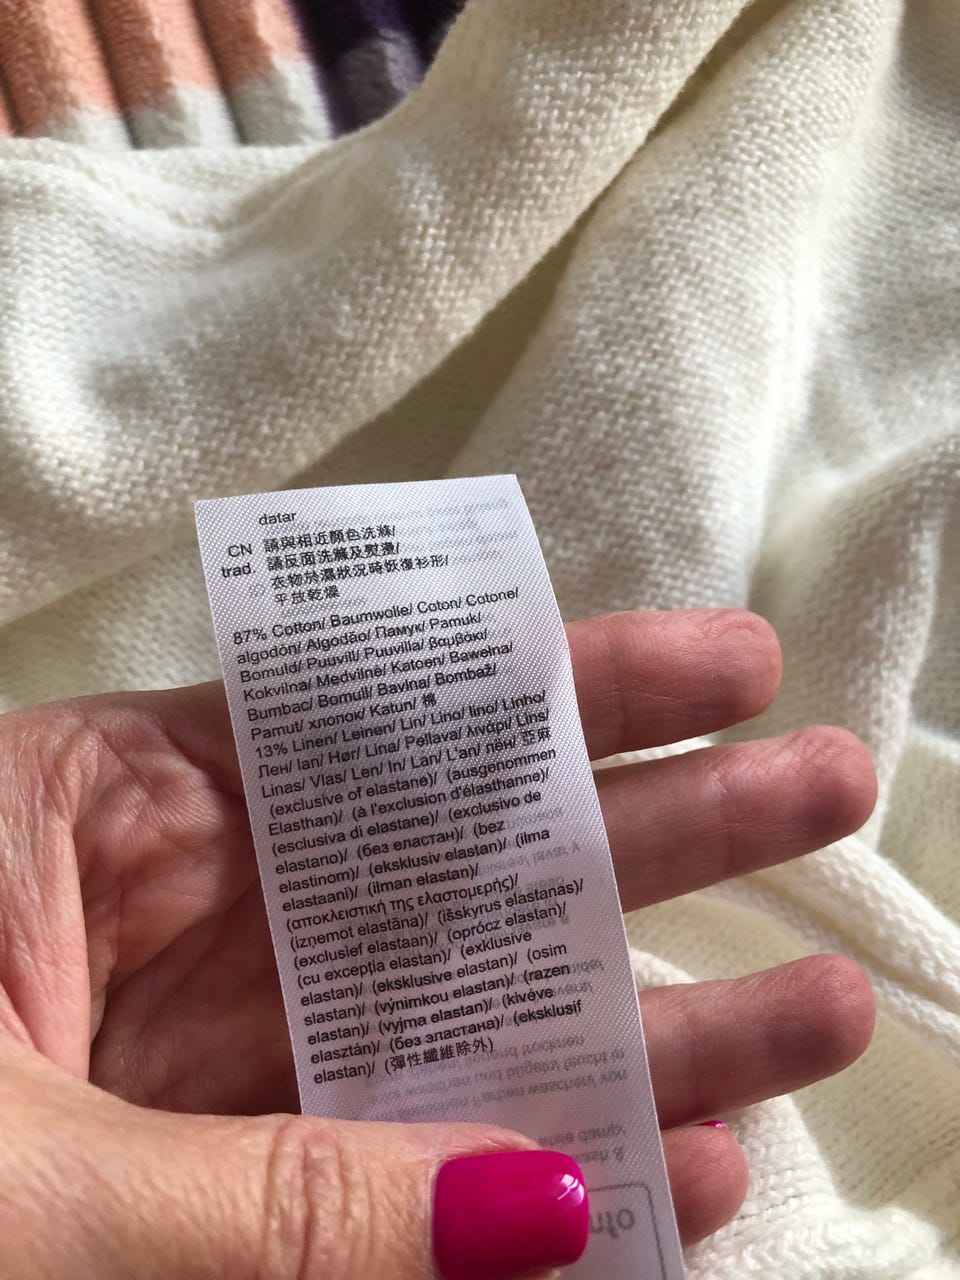 datar
CN 請與相近顏色洗滌/
trad. 請反面洗滌及熨燙/
衣物於濕狀況時恢復衫形/
平放乾燥
87% Cotton/ Baumwolle/ Coton/ Cotone/
algodón/ Algodão/ Памук/ Pamuk/
Bomuld/ Puuvill/ Puuvilla/ βαμβάκι/
Kokvilna/ Medvilnė/ Katoen/ Bawełna/
Bumbac/ Bomull/ Bavlna/ Bombaž/
Pamut/ хлопок/ Katun/ 棉
13% Linen/ Leinen/ Lin/ Lino/ lino/ Linho/
Лен/ lan/ Hør/ Lina/ Pellava/ λινάρι/ Lins/
Linas/ Vlas/ Len/ In/ Lan/ L'an/ лён/ 亞麻
(exclusive of elastane)/ (ausgenommen
Elasthan)/ (à l'exclusion d'élasthanne)/
(esclusiva di elastane)/ (exclusivo de
elastano)/ (без еластан)/ (bez
elastinom)/ (eksklusiv elastan)/ (ilma
elastaani)/ (ilman elastan)/
(αποκλειστική της ελαστομερής)/
(izņemot elastāna)/ (išskyrus elastanas)/
(exclusief elastaan)/ (oprócz elastan)/
(cu excepția elastan)/ (exklusive
elastan)/ (eksklusive elastan)/ (osim
slastan)/ (výnimkou elastan)/ (razen
elastan)/ (vyjma elastan)/ (kivéve
elasztán)/ (без эластана)/ (eksklusif
elastan)/ (彈性纖維除外)